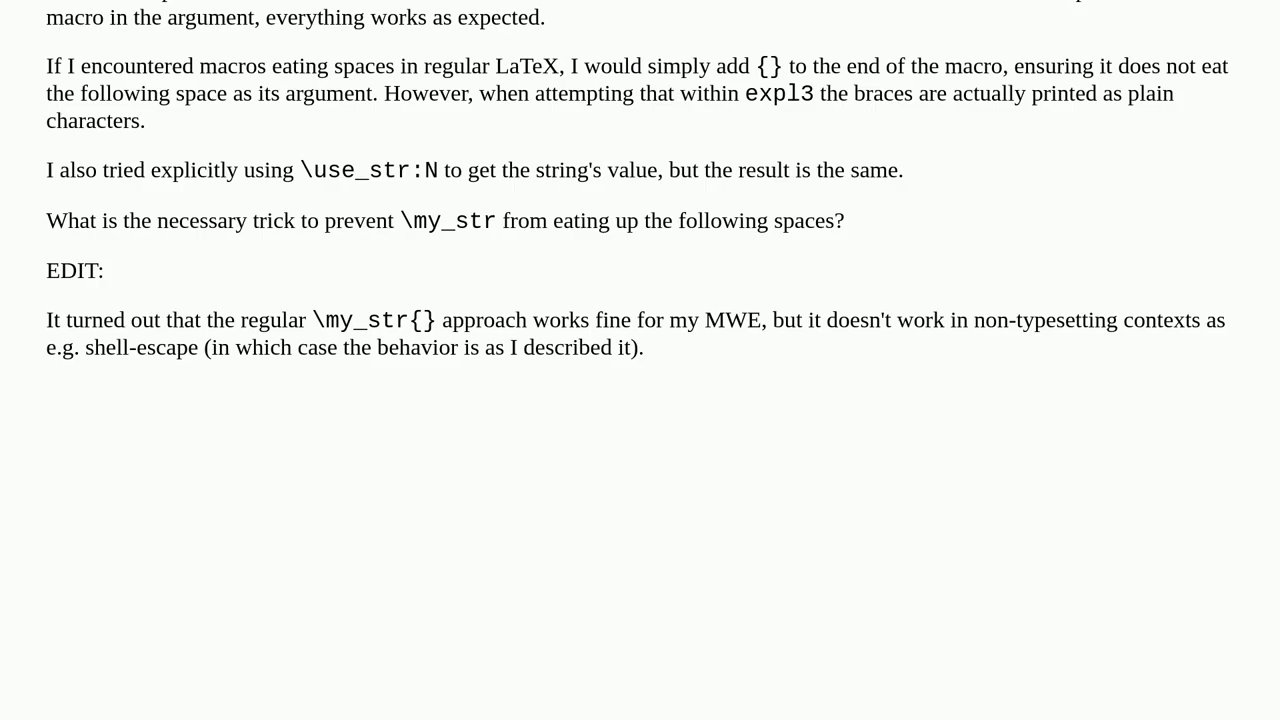 macro in the argument, everything works as expected.
If I encountered macros eating spaces in regular LaTeX, I would simply add {} to the end of the macro, ensuring it does not eat
the following space as its argument. However, when attempting that within expl3 the braces are actually printed as plain
characters.
I also tried explicitly using \use_str:N to get the string's value, but the result is the same.
What is the necessary trick to prevent \my_str from eating up the following spaces?
EDIT:
It turned out that the regular \my_str{} approach works fine for my MWE, but it doesn't work in non-typesetting contexts as
e.g. shell-escape (in which case the behavior is as I described it).